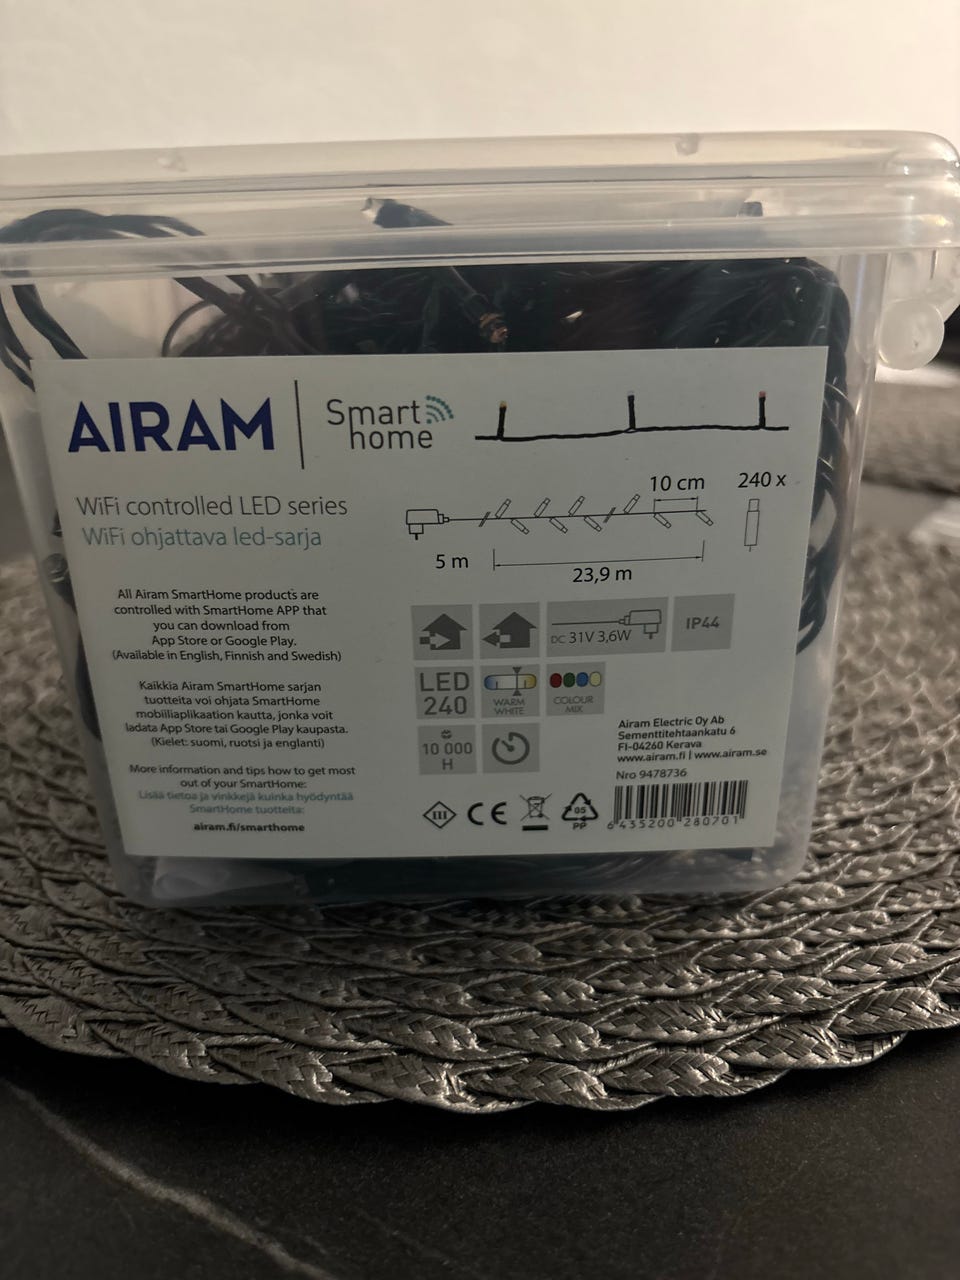 AIRAM
Smart
home
WiFi controlled LED series
WiFi ohjattava led-sarja
All Airam SmartHome products are
controlled with SmartHome APP that
you can download from
App Store or Google Play.
(Available in English, Finnish and Swedish)
Kaikkia Airam SmartHome sarjan
tuotteita voi ohjata SmartHome
mobiiliaplikaation kautta, jonka voit
ladata App Store tai Google Play kaupasta.
(Kielet: suomi, ruotsi ja englanti)
More information and tips how to get most
out of your SmartHome:
Lisää tietoa ja vinkkejä kuinka hyödyntää
SmartHome tuotteita:
airam.fi/smarthome
10 cm
240 x
5 m
23,9 m
DC 31V 3,6W
IP44
LED
240
WARM
WHITE
COLOUR
MIX
10 000
H
Airam Electric Oy Ab
Sementtitehtaankatu 6
FI-04260 Kerava
www.airam.fi | www.airam.se
Nro 9478736
III
CE
05
PP
6 435200 280701